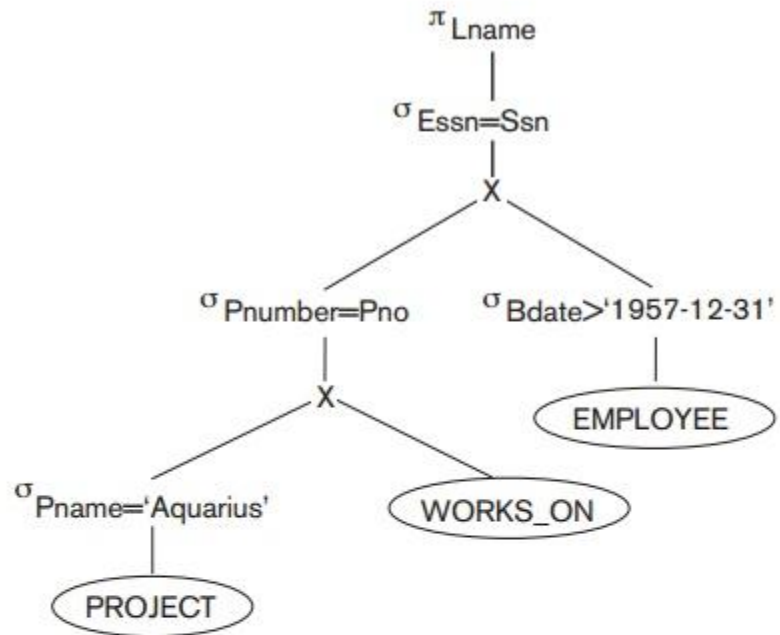 π Lname
σ Essn=Ssn
X
σ Pnumber=Pno
σ Bdate>‘1957-12-31’
X
EMPLOYEE
σ Pname=‘Aquarius’
WORKS_ON
PROJECT